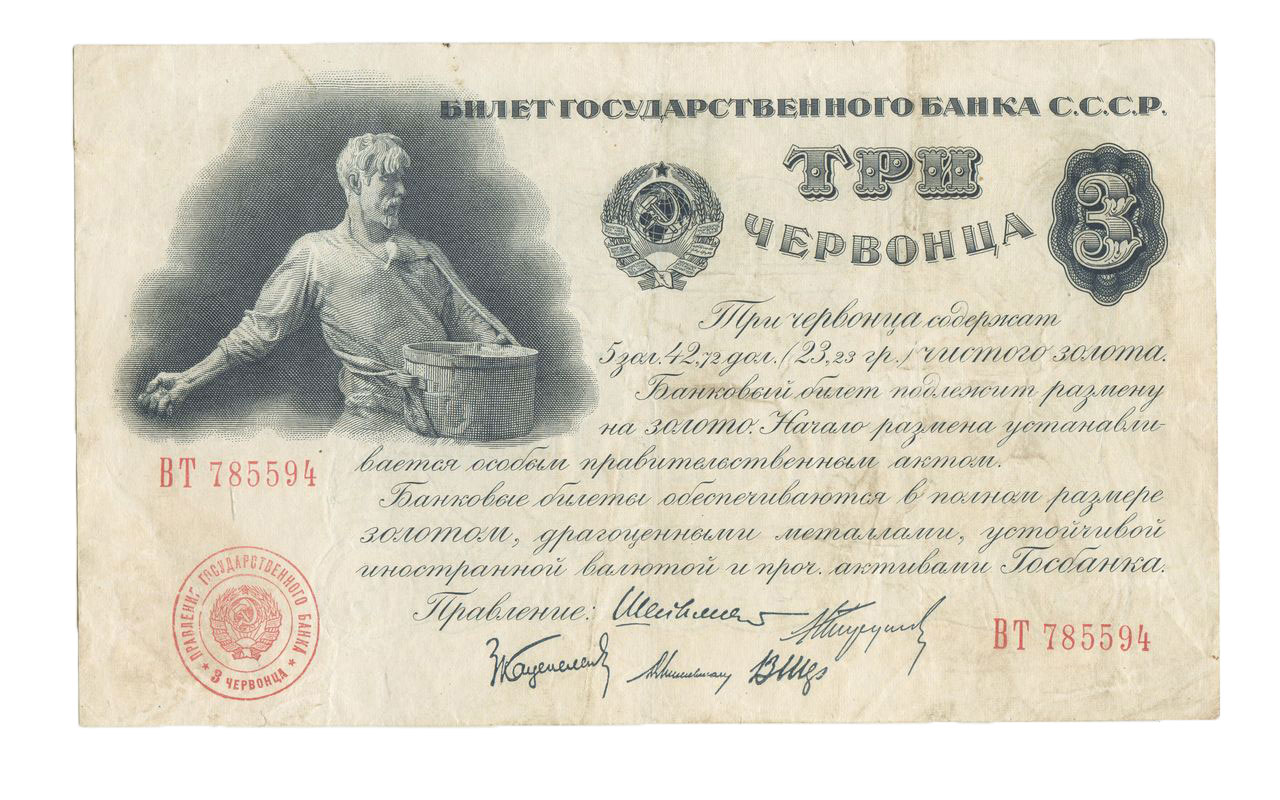 БИЛЕТ ГОСУДАРСТВЕННОГО БАНКА С.С.С.Р.
ТРИ
ЧЕРВОНЦА
3
Три червонца содержат
5 зол. 42,72 дол. (23,23 гр.) чистого золота.
Банковый билет подлежит размену
на золото. Начало размена устанавли-
вается особым правительственным актом.
Банковые билеты обеспечиваются в полном размере
золотом, драгоценными металлами, устойчивой
иностранной валютой и проч. активами Госбанка.
Правление:
ВТ 785594
ВТ 785594
ПРАВЛЕНИЕ ГОСУДАРСТВЕННОГО БАНКА
★ 3 ЧЕРВОНЦА ★